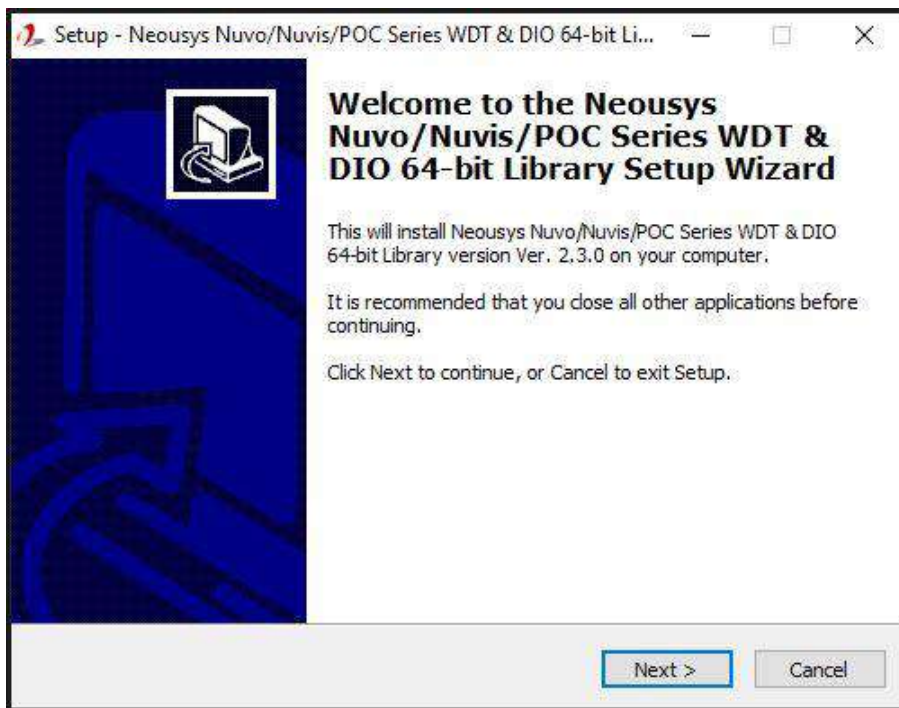 Setup - Neousys Nuvo/Nuvis/POC Series WDT & DIO 64-bit Li...
Welcome to the Neousys
Nuvo/Nuvis/POC Series WDT &
DIO 64-bit Library Setup Wizard
This will install Neousys Nuvo/Nuvis/POC Series WDT & DIO
64-bit Library version Ver. 2.3.0 on your computer.
It is recommended that you close all other applications before
continuing.
Click Next to continue, or Cancel to exit Setup.
Next >
Cancel